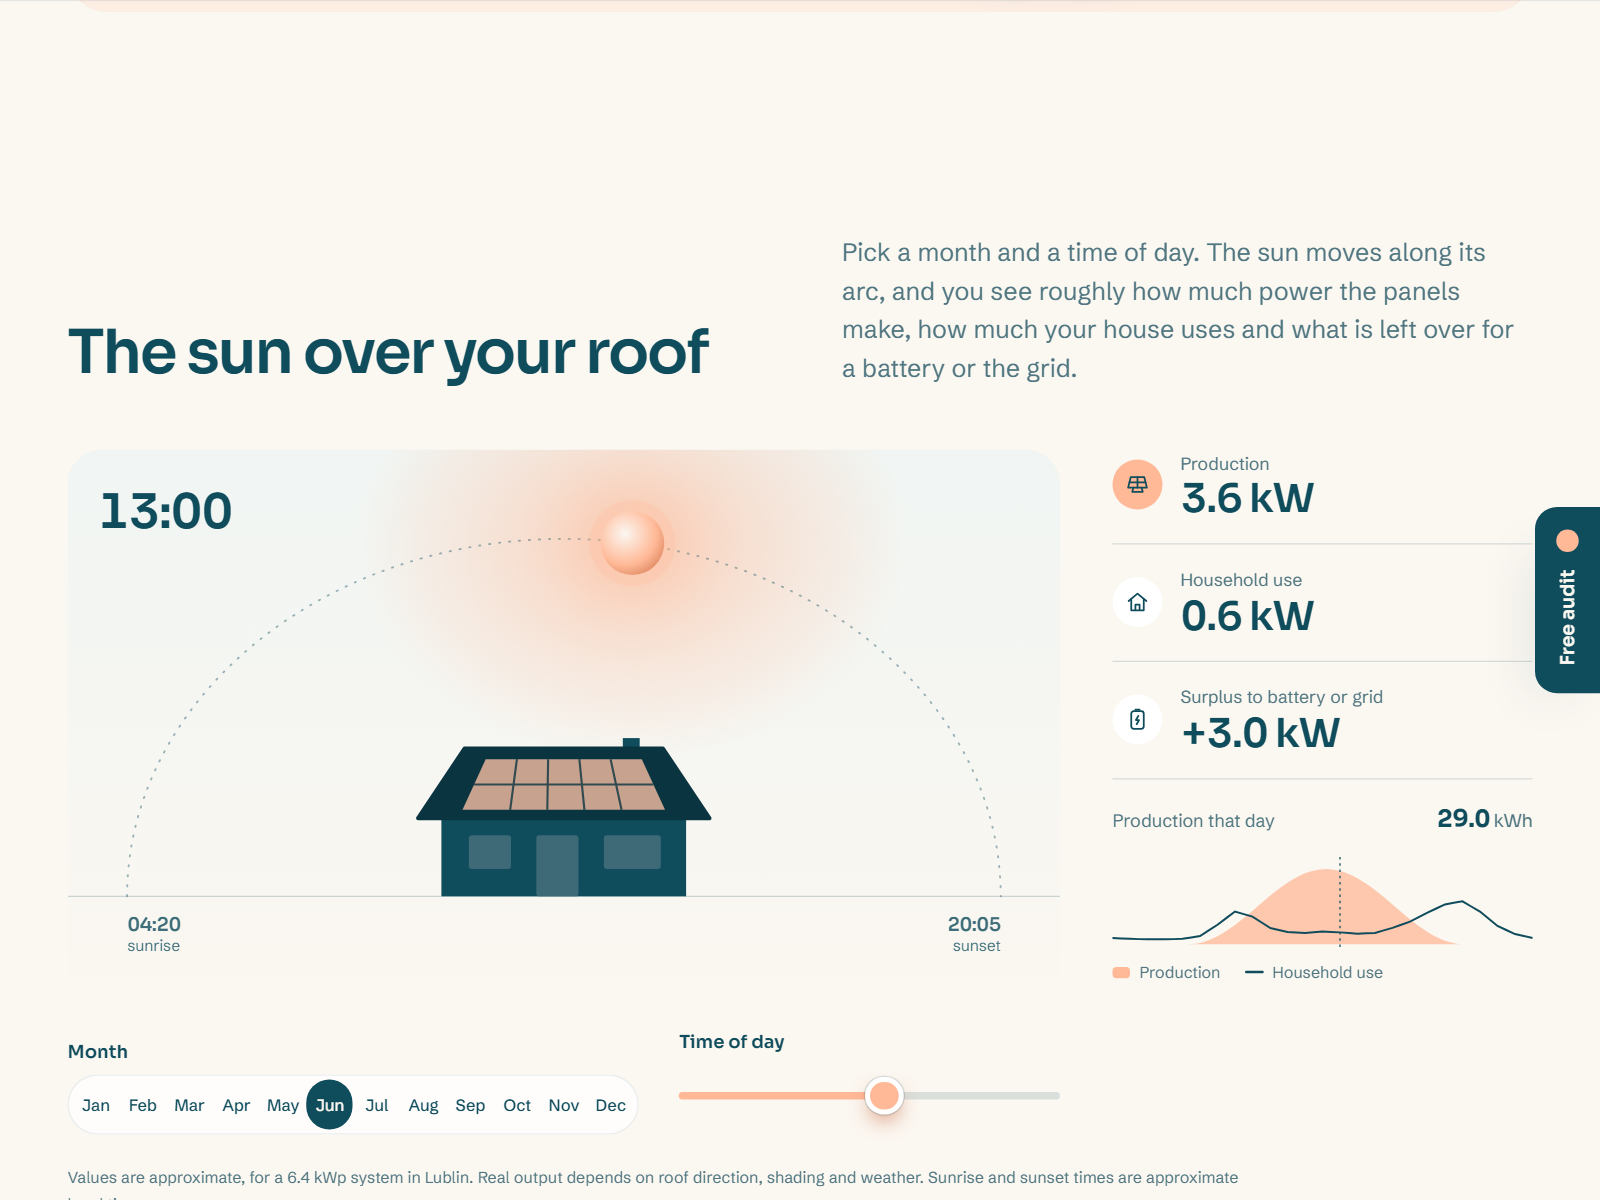 The sun over your roof
Pick a month and a time of day. The sun moves along its
arc, and you see roughly how much power the panels
make, how much your house uses and what is left over for
a battery or the grid.
13:00
04:20
sunrise
20:05
sunset
Production
3.6 kW
Household use
0.6 kW
Surplus to battery or grid
+3.0 kW
Production that day
29.0 kWh
Production
Household use
Free audit
Month
Jan Feb Mar Apr May Jun Jul Aug Sep Oct Nov Dec
Time of day
Values are approximate, for a 6.4 kWp system in Lublin. Real output depends on roof direction, shading and weather. Sunrise and sunset times are approximate